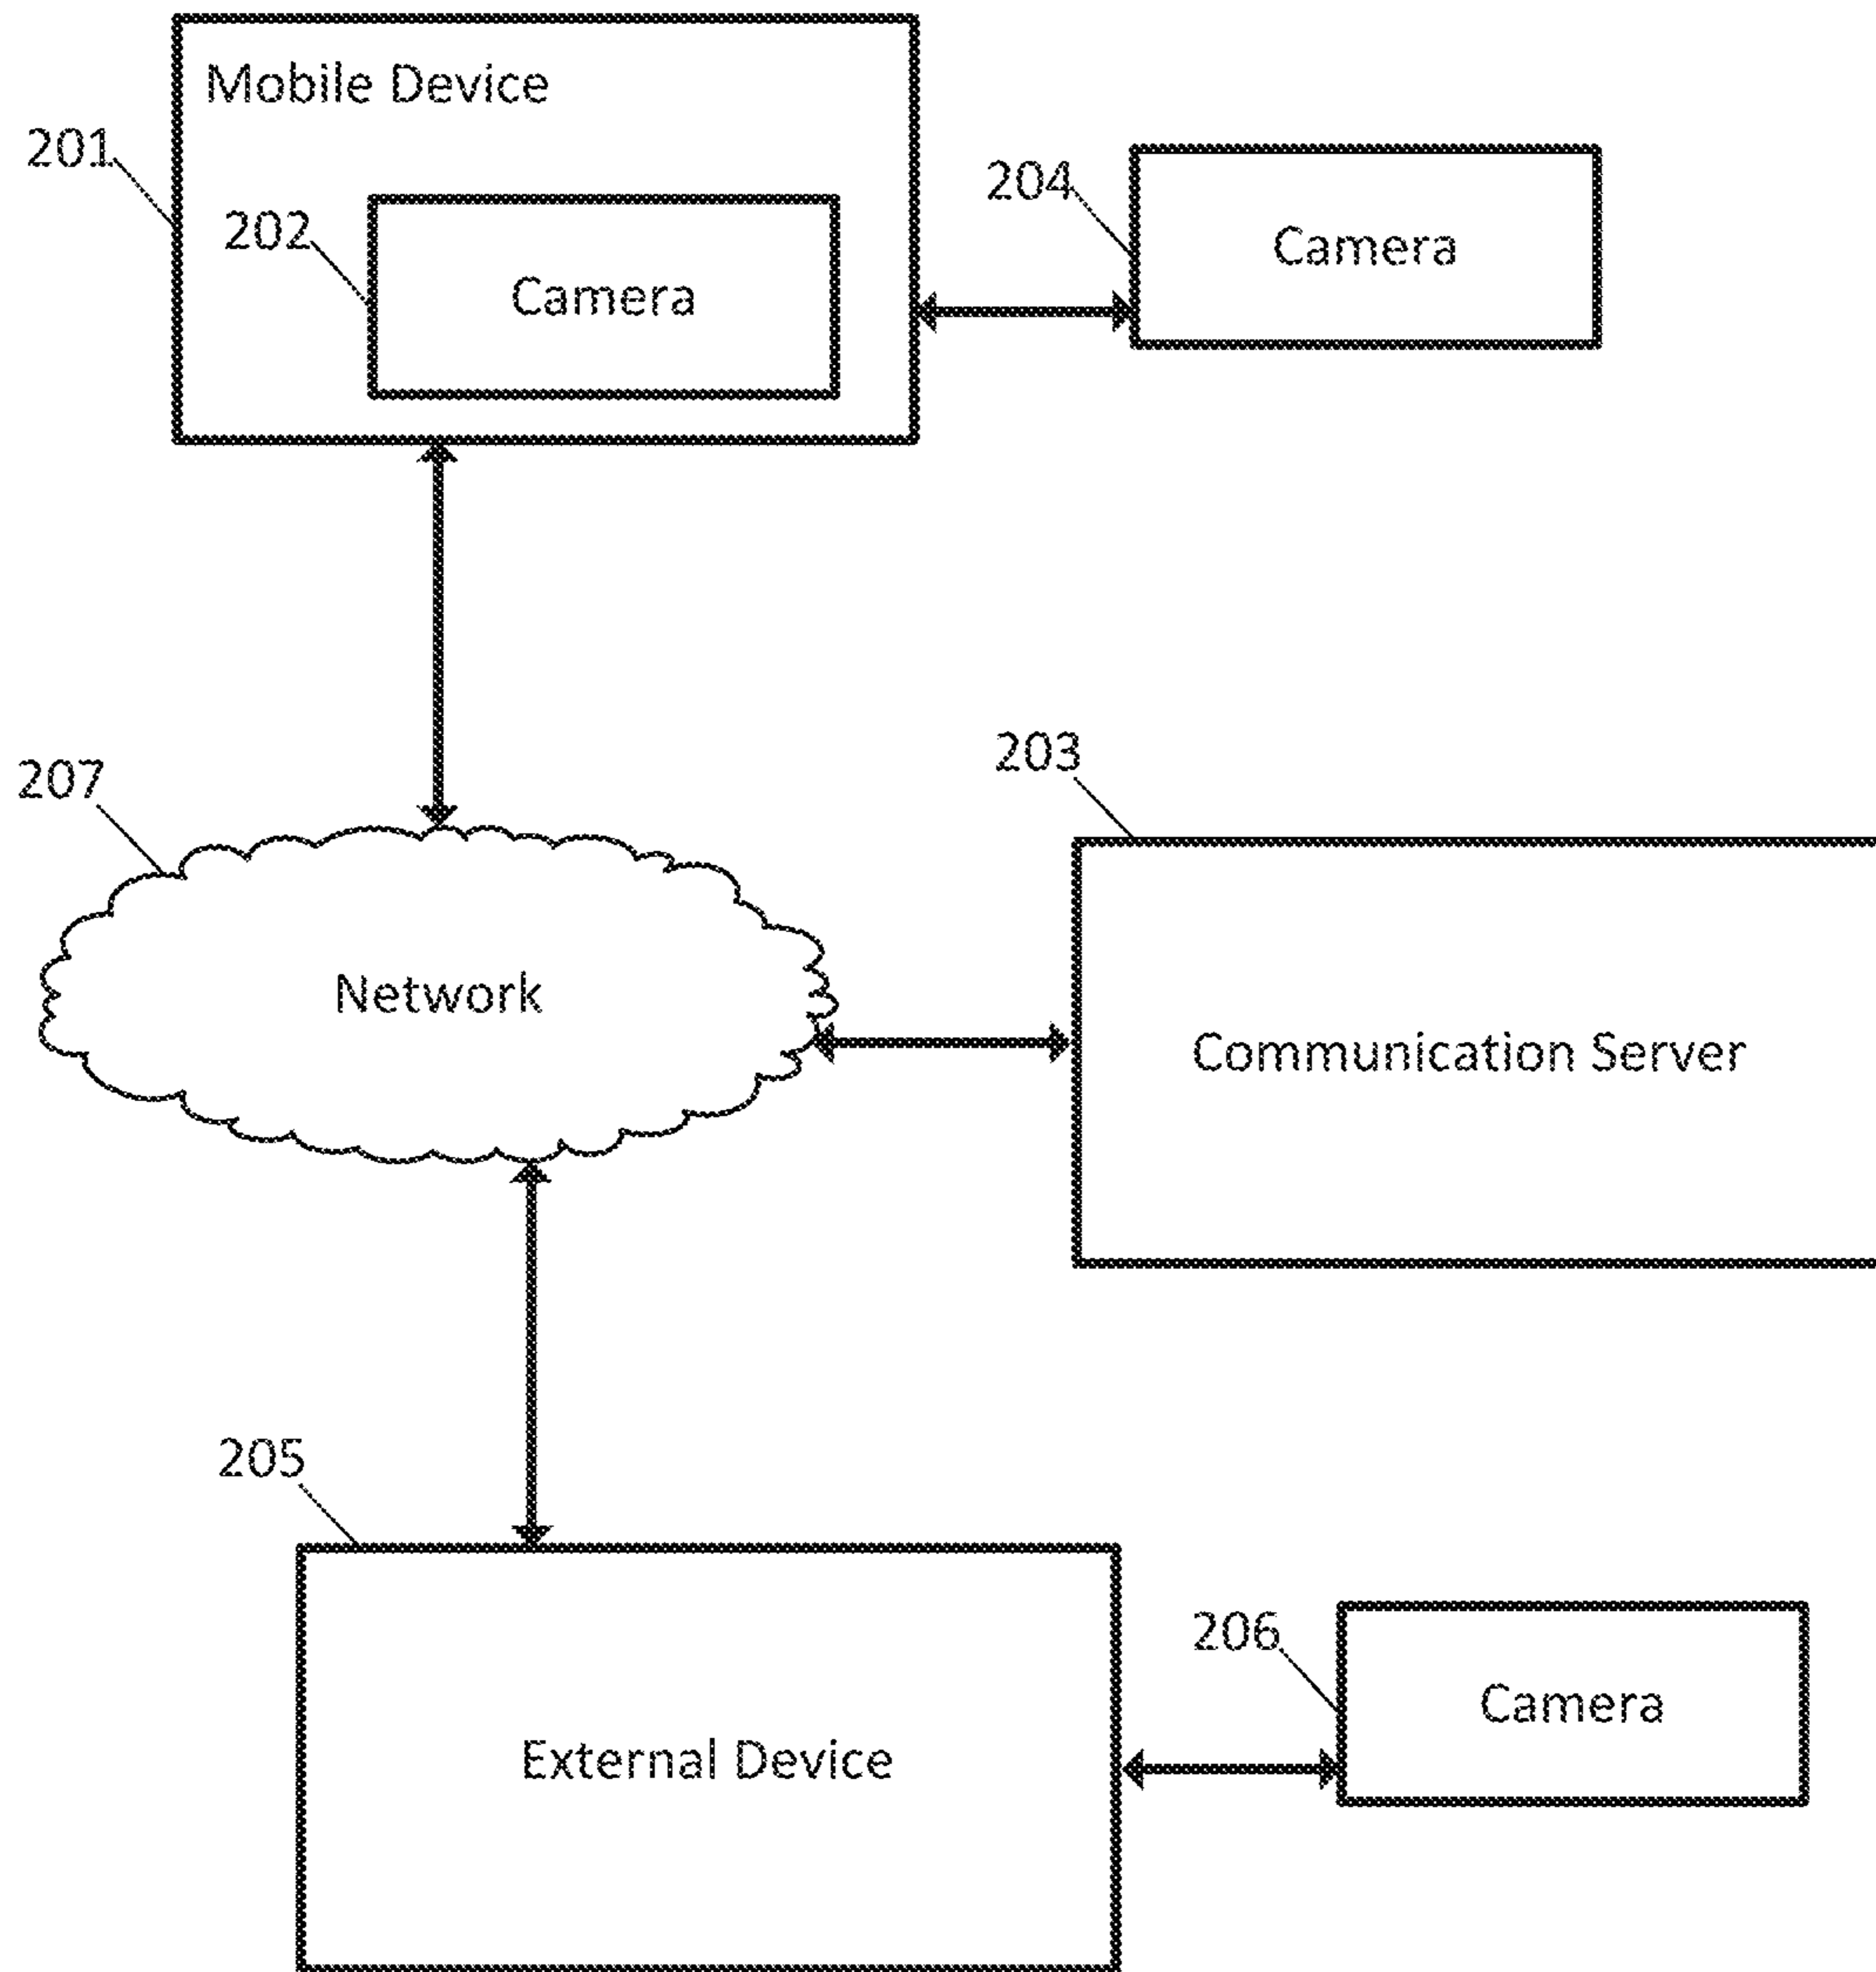 Mobile Device
201
204
202
Camera
Camera
203
207
Network
Communication Server
205
206
Camera
External Device